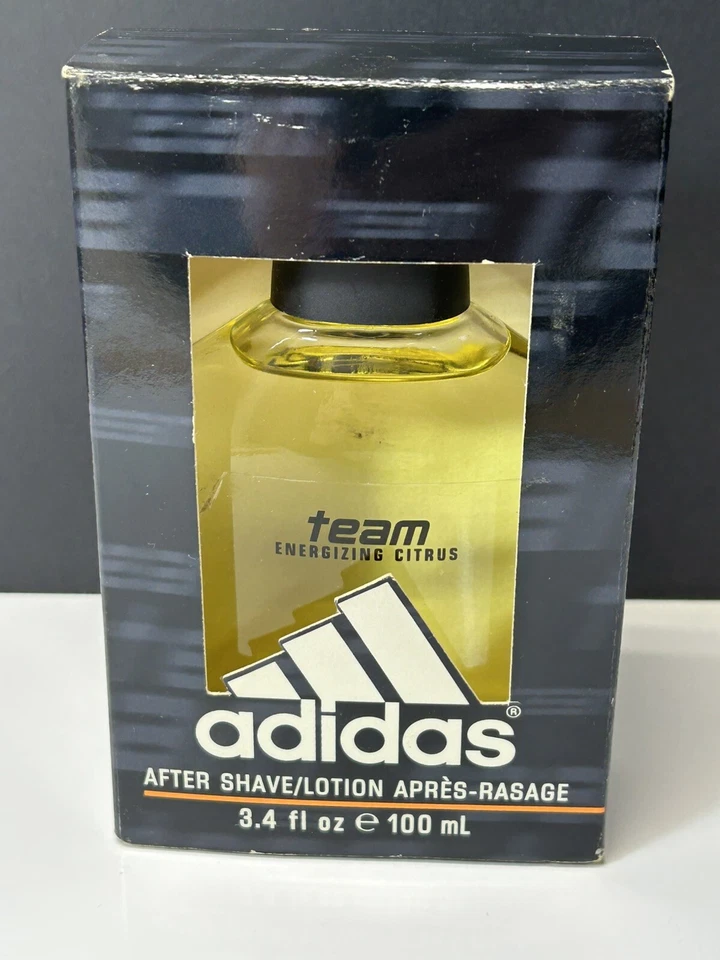 team
ENERGIZING CITRUS
adidas®
AFTER SHAVE/LOTION APRÈS-RASAGE
3.4 fl oz ℮ 100 mL